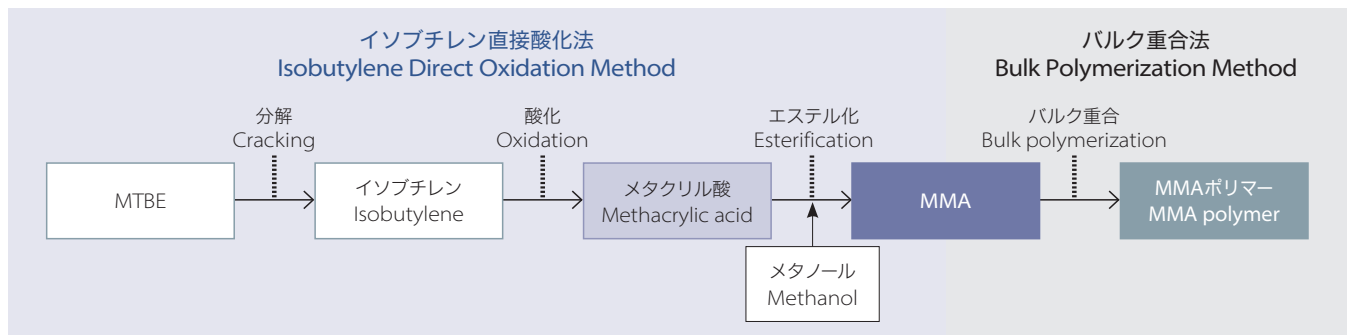 イソブチレン直接酸化法
Isobutylene Direct Oxidation Method
バルク重合法
Bulk Polymerization Method
分解
Cracking
酸化
Oxidation
エステル化
Esterification
バルク重合
Bulk polymerization
MTBE
イソブチレン
Isobutylene
メタクリル酸
Methacrylic acid
MMA
MMAポリマー
MMA polymer
メタノール
Methanol